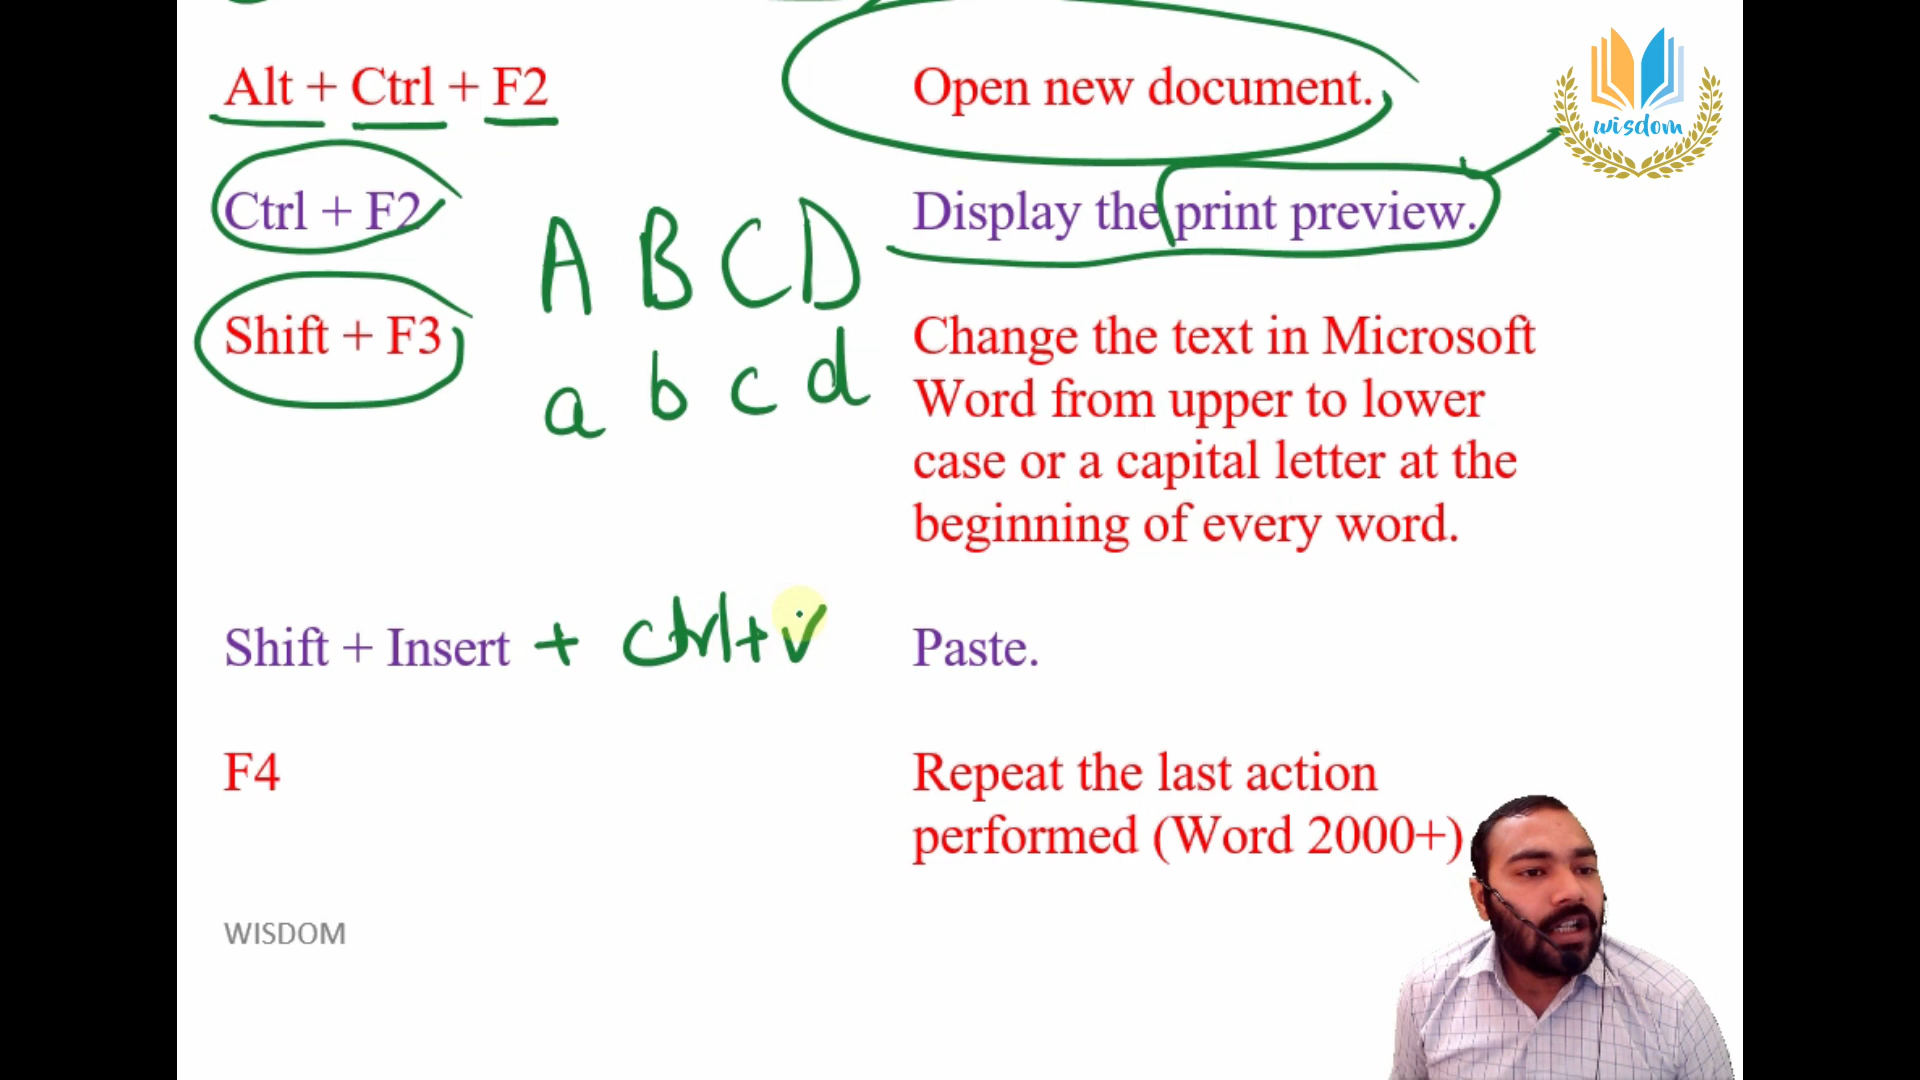 Alt + Ctrl + F2 Open new document.
wisdom
Ctrl + F2 Display the print preview.
A B C D
Shift + F3 Change the text in Microsoft
a b c d
Word from upper to lower
case or a capital letter at the
beginning of every word.
Shift + Insert + Ctrl+V Paste.
F4 Repeat the last action
performed (Word 2000+)
WISDOM